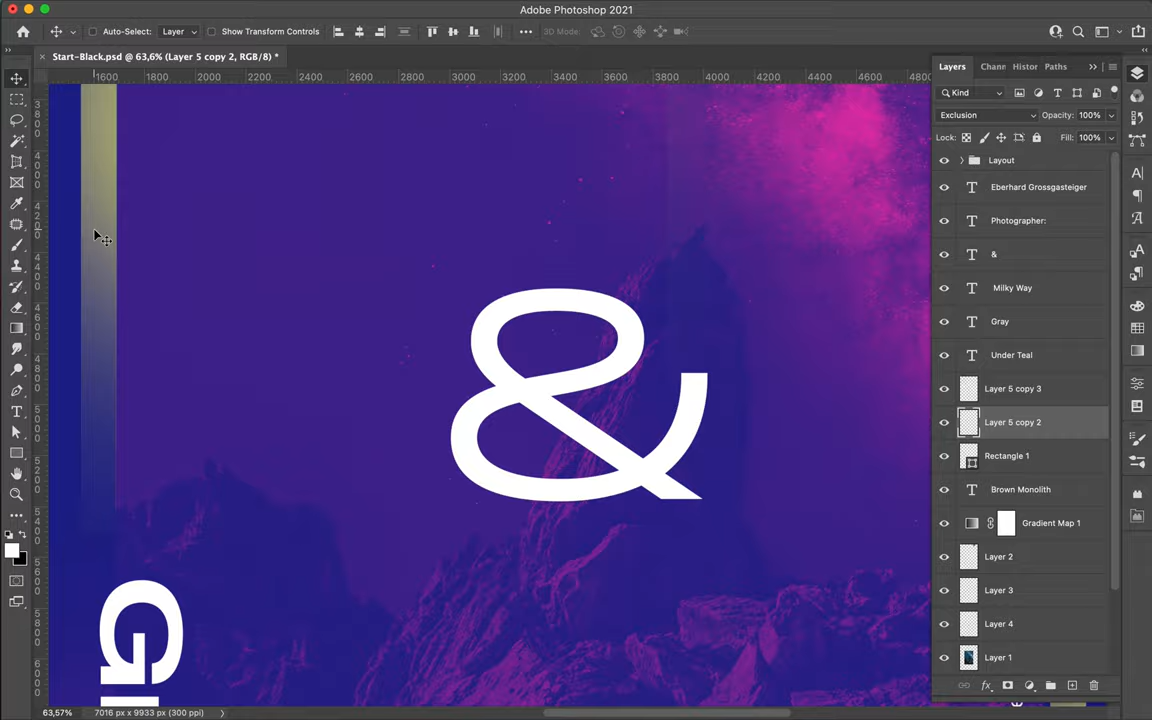 Adobe Photoshop 2021
Auto-Select: Layer Show Transform Controls 3D Mode:
Start-Black.psd @ 63,6% (Layer 5 copy 2, RGB/8) *
1600 1800 2000 2200 2400 2600 2800 3000 3200 3400 3600 3800 4000 4200 4400 4600 4800
Layers Chann Histor Paths
Kind
Exclusion Opacity: 100%
Lock: Fill: 100%
Layout
Eberhard Grossgasteiger
Photographer:
&
Milky Way
Gray
Under Teal
Layer 5 copy 3
Layer 5 copy 2
Rectangle 1
Brown Monolith
Gradient Map 1
Layer 2
Layer 3
Layer 4
Layer 1
&
G
63,57% 7016 px x 9933 px (300 ppi)